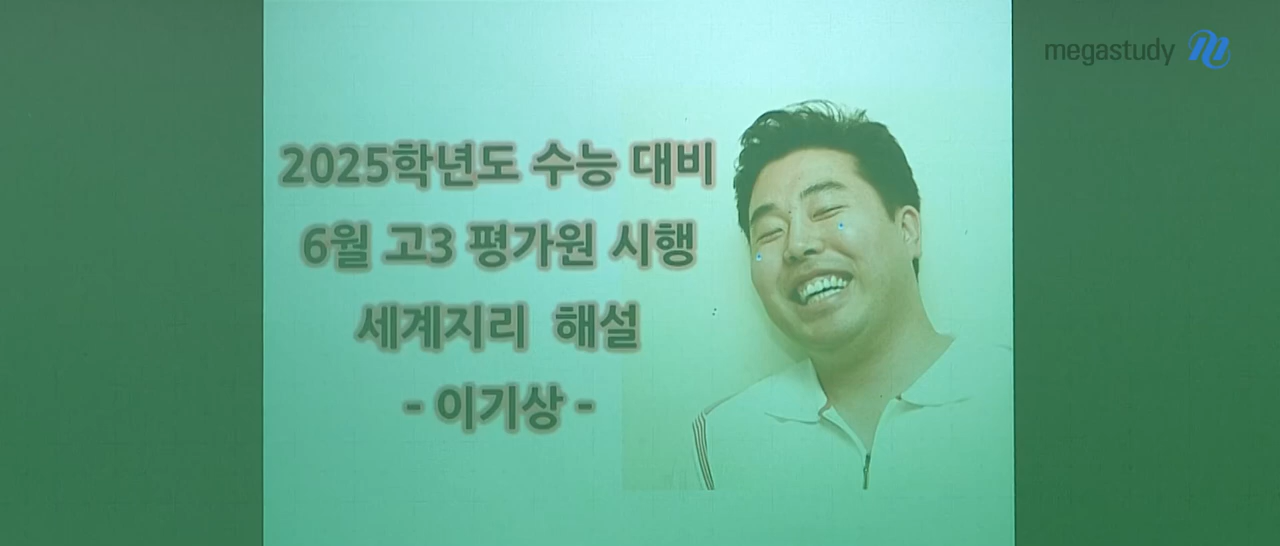 megastudy
2025학년도 수능 대비
6월 고3 평가원 시행
세계지리 해설
- 이기상 -